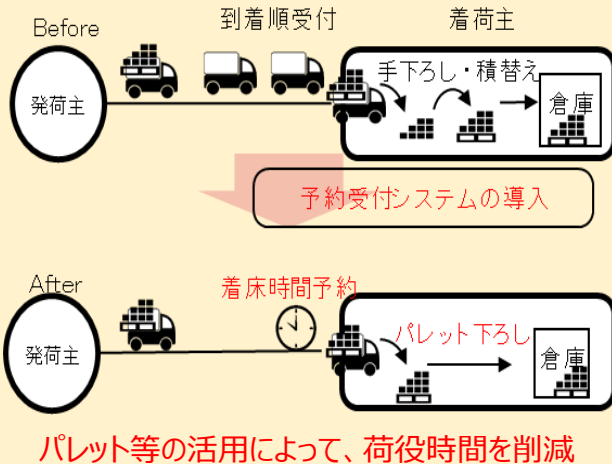 Before
到着順受付
着荷主
発荷主
手下ろし・積替え
倉庫
予約受付システムの導入
After
着床時間予約
発荷主
パレット下ろし
倉庫
パレット等の活用によって、荷役時間を削減